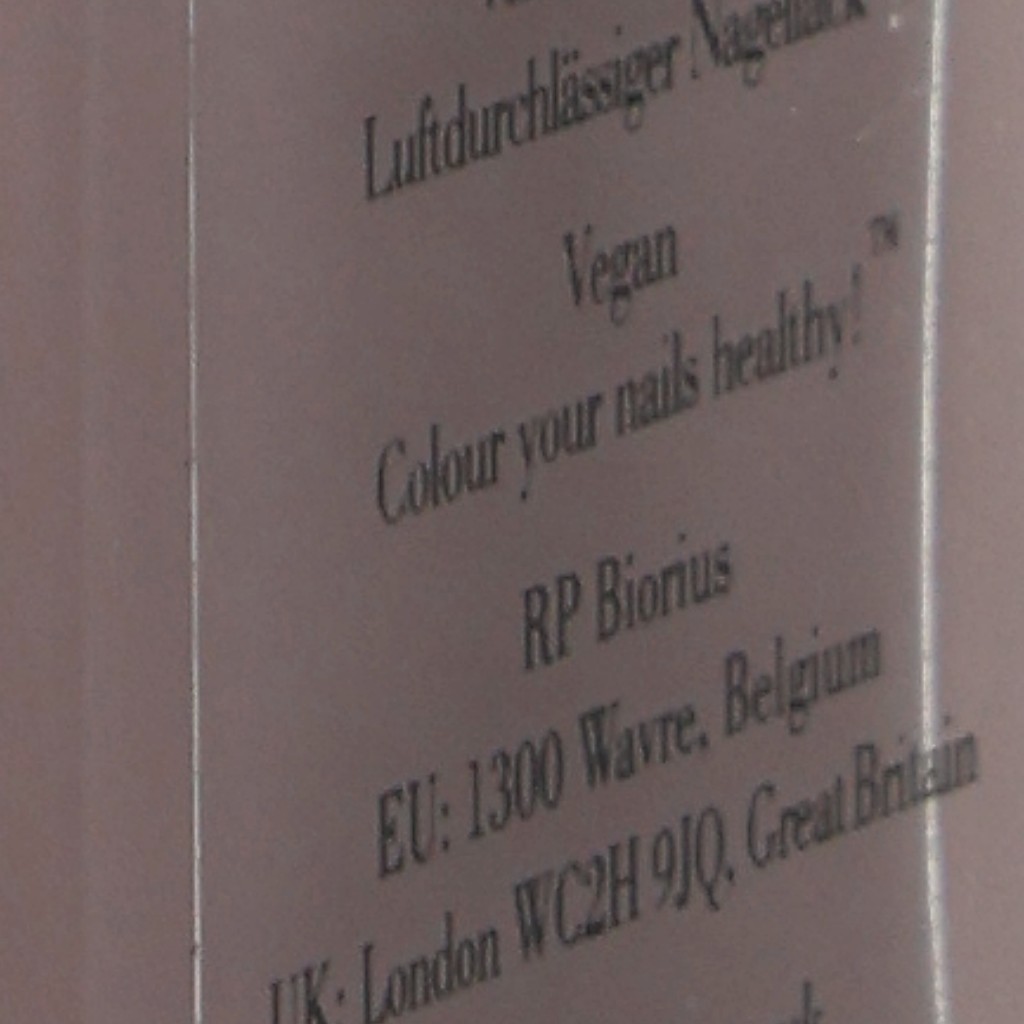 Luftdurchlässiger Nagellack
Vegan
Colour your nails healthy!™
RP Biorius
EU: 1300 Wavre, Belgium
UK: London WC2H 9JQ, Great Britain